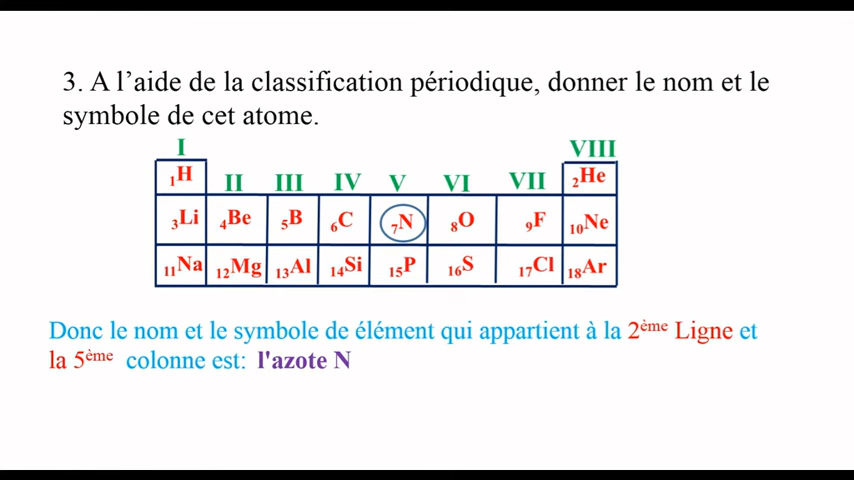 3. A l'aide de la classification périodique, donner le nom et le
symbole de cet atome.
I II III IV V VI VII VIII
₁H ₂He
₃Li ₄Be ₅B ₆C ₇N ₈O ₉F ₁₀Ne
₁₁Na ₁₂Mg ₁₃Al ₁₄Si ₁₅P ₁₆S ₁₇Cl ₁₈Ar
Donc le nom et le symbole de élément qui appartient à la 2ème Ligne et
la 5ème colonne est: l'azote N